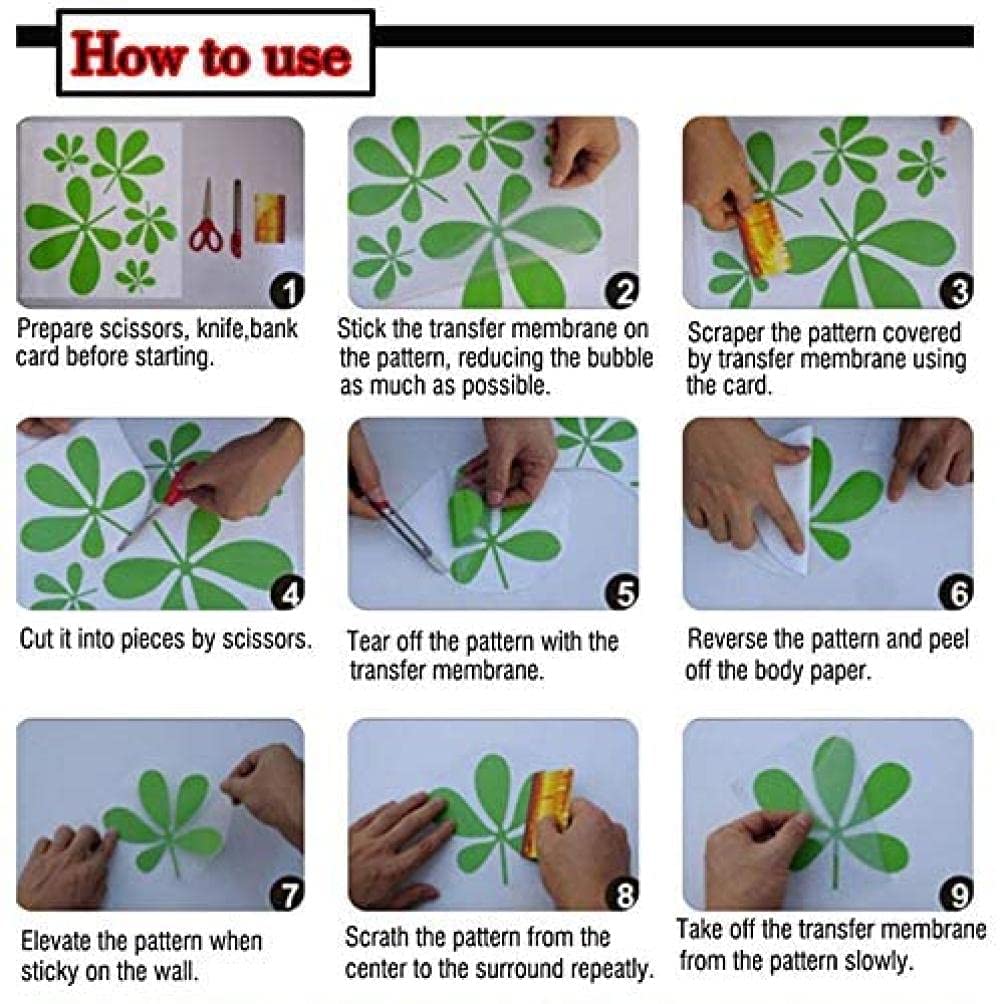 How to use
1
Prepare scissors, knife,bank
card before starting.
2
Stick the transfer membrane on
the pattern, reducing the bubble
as much as possible.
3
Scraper the pattern covered
by transfer membrane using
the card.
4
Cut it into pieces by scissors.
5
Tear off the pattern with the
transfer membrane.
6
Reverse the pattern and peel
off the body paper.
7
Elevate the pattern when
sticky on the wall.
8
Scrath the pattern from the
center to the surround repeatly.
9
Take off the transfer membrane
from the pattern slowly.